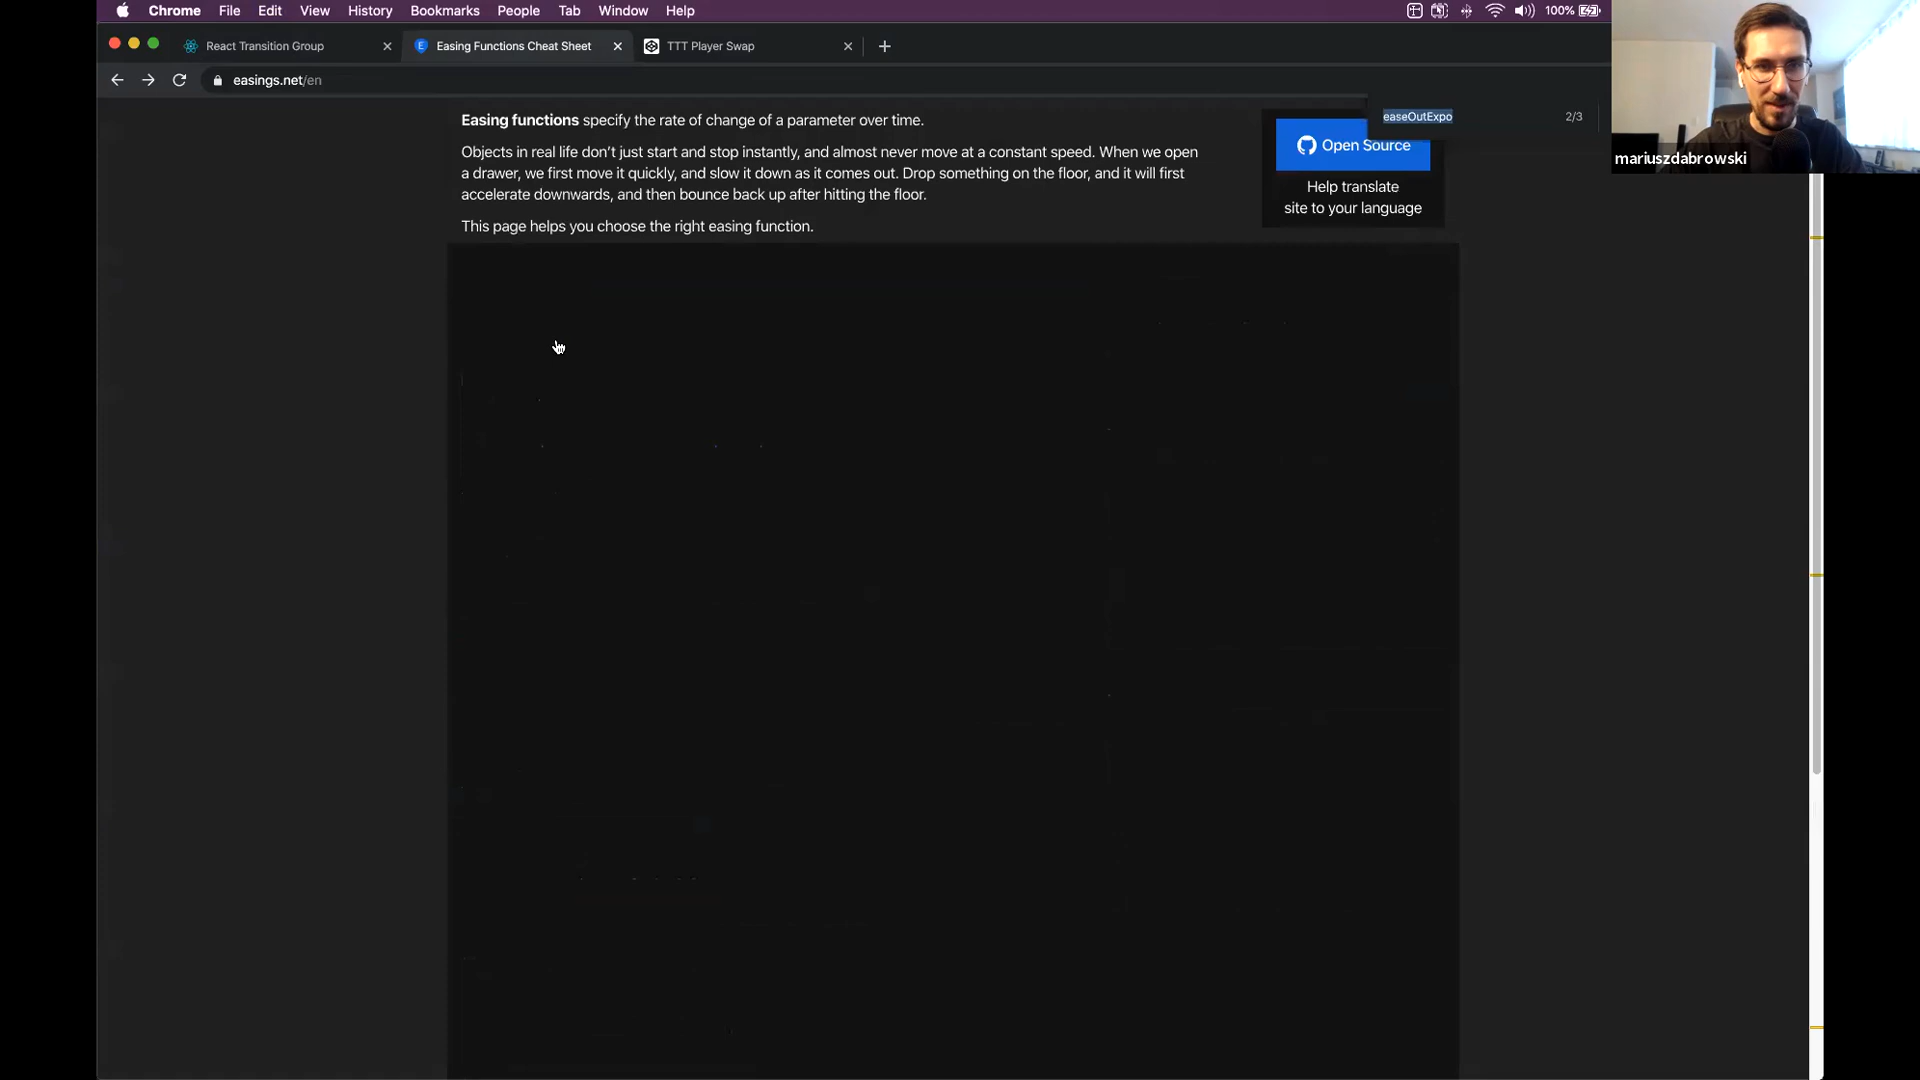 Chrome File Edit View History Bookmarks People Tab Window Help 100%
React Transition Group Easing Functions Cheat Sheet TTT Player Swap
easings.net/en
Easing functions specify the rate of change of a parameter over time.
Objects in real life don't just start and stop instantly, and almost never move at a constant speed. When we open
a drawer, we first move it quickly, and slow it down as it comes out. Drop something on the floor, and it will first
accelerate downwards, and then bounce back up after hitting the floor.
This page helps you choose the right easing function.
easeOutExpo 2/3
Open Source
Help translate
site to your language
mariuszdabrowski